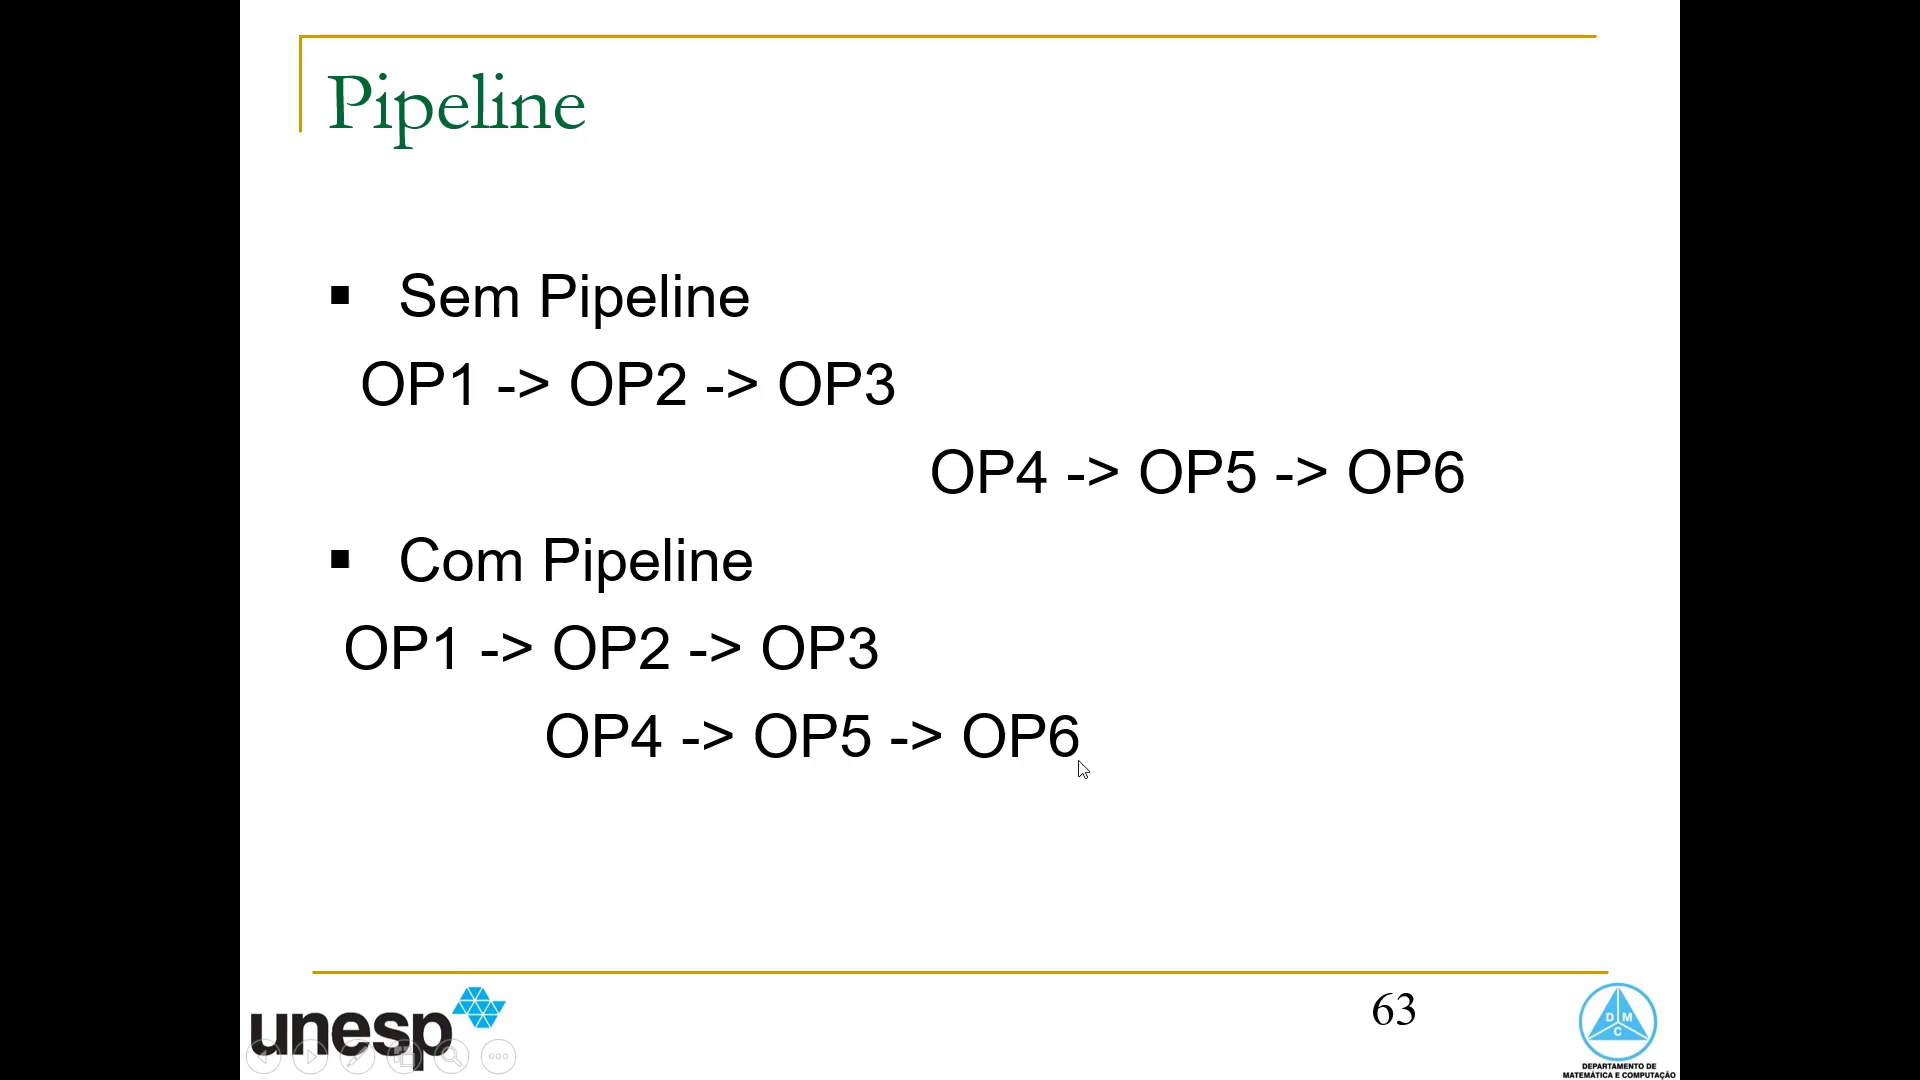 Pipeline
▪ Sem Pipeline
OP1 -> OP2 -> OP3
OP4 -> OP5 -> OP6
▪ Com Pipeline
OP1 -> OP2 -> OP3
OP4 -> OP5 -> OP6
unesp
63
D M
C
DEPARTAMENTO DE
MATEMÁTICA E COMPUTAÇÃO